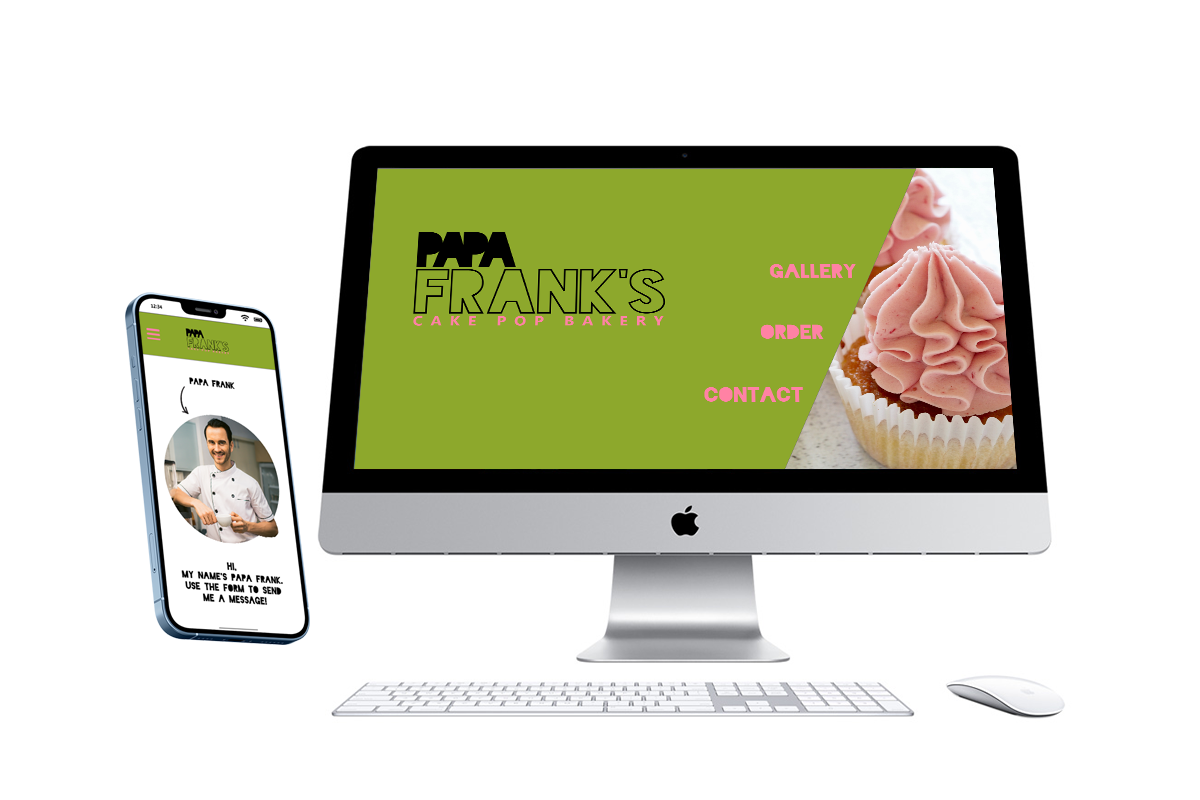 PAPA
FRANK'S
CAKE POP BAKERY
GALLERY
ORDER
CONTACT
12:34
PAPA
FRANK'S
PAPA FRANK
HI,
MY NAME'S PAPA FRANK.
USE THE FORM TO SEND
ME A MESSAGE!